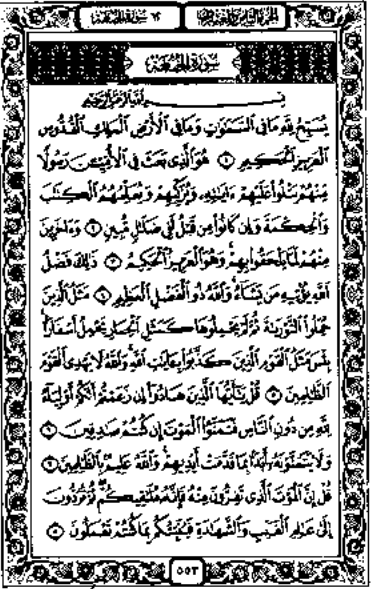 الجزء الثامن والعشرون
٦٢ سورة الجمعة
سورة الجمعة
بسم الله الرحمن الرحيم
يسبح لله ما في السموات وما في الأرض الملك القدوس
العزيز الحكيم ١ هو الذي بعث في الأميين رسولا
منهم يتلوا عليهم ءايته ويزكيهم ويعلمهم الكتب
والحكمة وإن كانوا من قبل لفي ضلل مبين ٢ وءاخرين
منهم لما يلحقوا بهم وهو العزيز الحكيم ٣ ذلك فضل
الله يؤتيه من يشاء والله ذو الفضل العظيم ٤ مثل الذين
حملوا التورىة ثم لم يحملوها كمثل الحمار يحمل أسفارا
بئس مثل القوم الذين كذبوا بءايت الله والله لا يهدي القوم
الظلمين ٥ قل يأيها الذين هادوا إن زعمتم أنكم أولياء
لله من دون الناس فتمنوا الموت إن كنتم صدقين ٦
ولا يتمنونه أبدا بما قدمت أيديهم والله عليم بالظلمين ٧
قل إن الموت الذي تفرون منه فإنه ملقيكم ثم تردون
إلى علم الغيب والشهدة فينبئكم بما كنتم تعملون ٨
٥٥٣